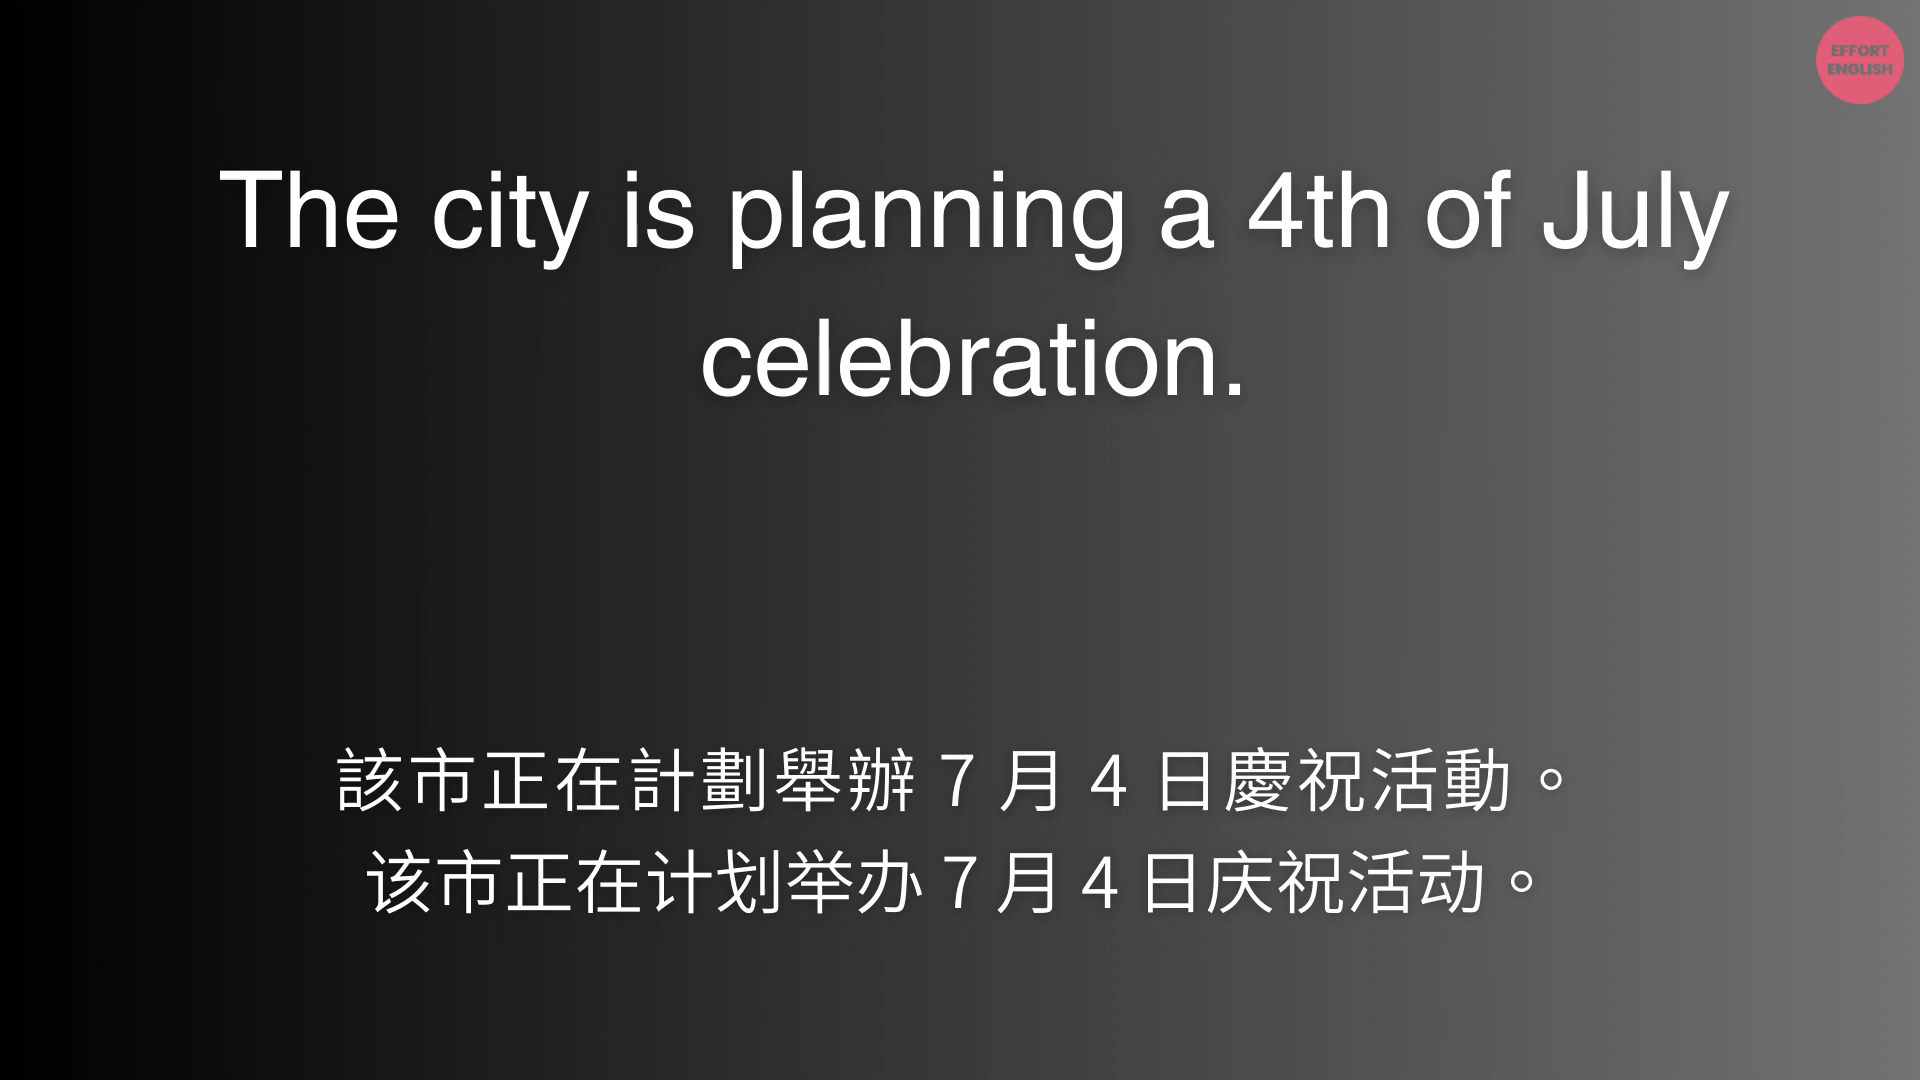 EFFORT
ENGLISH
The city is planning a 4th of July
celebration.
該市正在計劃舉辦 7 月 4 日慶祝活動。
该市正在计划举办 7 月 4 日庆祝活动。